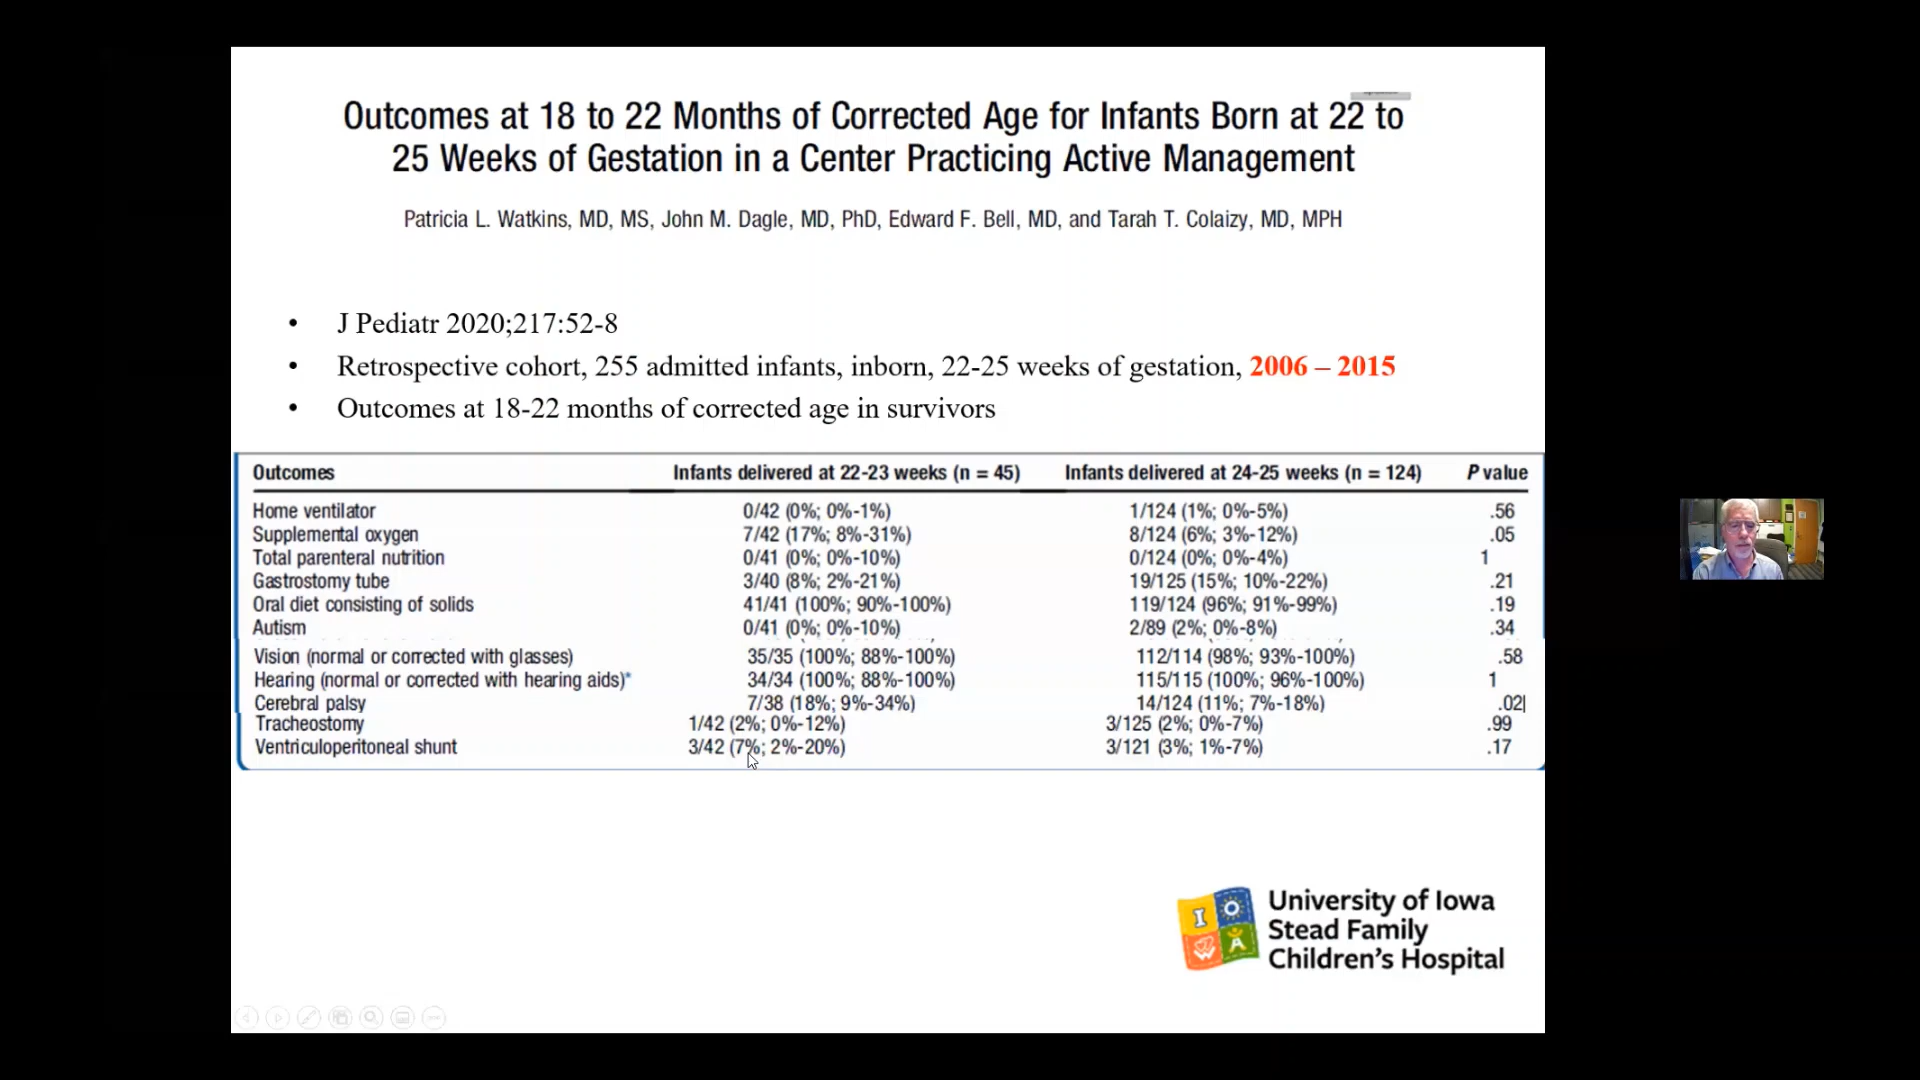 Outcomes at 18 to 22 Months of Corrected Age for Infants Born at 22 to
25 Weeks of Gestation in a Center Practicing Active Management
Patricia L. Watkins, MD, MS, John M. Dagle, MD, PhD, Edward F. Bell, MD, and Tarah T. Colaizy, MD, MPH
• J Pediatr 2020;217:52-8
• Retrospective cohort, 255 admitted infants, inborn, 22-25 weeks of gestation, 2006 – 2015
• Outcomes at 18-22 months of corrected age in survivors
Outcomes Infants delivered at 22-23 weeks (n = 45) Infants delivered at 24-25 weeks (n = 124) P value
Home ventilator 0/42 (0%; 0%-1%) 1/124 (1%; 0%-5%) .56
Supplemental oxygen 7/42 (17%; 8%-31%) 8/124 (6%; 3%-12%) .05
Total parenteral nutrition 0/41 (0%; 0%-10%) 0/124 (0%; 0%-4%) 1
Gastrostomy tube 3/40 (8%; 2%-21%) 19/125 (15%; 10%-22%) .21
Oral diet consisting of solids 41/41 (100%; 90%-100%) 119/124 (96%; 91%-99%) .19
Autism 0/41 (0%; 0%-10%) 2/89 (2%; 0%-8%) .34
Vision (normal or corrected with glasses) 35/35 (100%; 88%-100%) 112/114 (98%; 93%-100%) .58
Hearing (normal or corrected with hearing aids)* 34/34 (100%; 88%-100%) 115/115 (100%; 96%-100%) 1
Cerebral palsy 7/38 (18%; 9%-34%) 14/124 (11%; 7%-18%) .02
Tracheostomy 1/42 (2%; 0%-12%) 3/125 (2%; 0%-7%) .99
Ventriculoperitoneal shunt 3/42 (7%; 2%-20%) 3/121 (3%; 1%-7%) .17
IOWA
University of Iowa
Stead Family
Children's Hospital